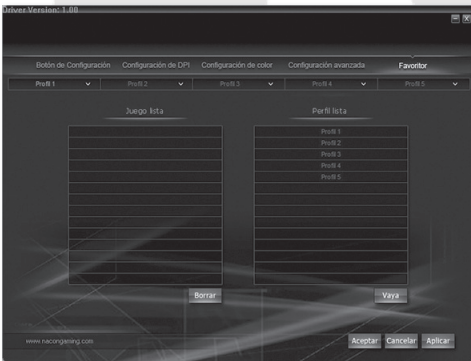 Driver Version: 1.00
Botón de Configuración Configuración de DPI Configuración de color Configuración avanzada Favoritor
Profil 1 Profil 2 Profil 3 Profil 4 Profil 5
Juego lista Perfil lista
Profil 1
Profil 2
Profil 3
Profil 4
Profil 5
Borrar Vaya
www.nacongaming.com Aceptar Cancelar Aplicar